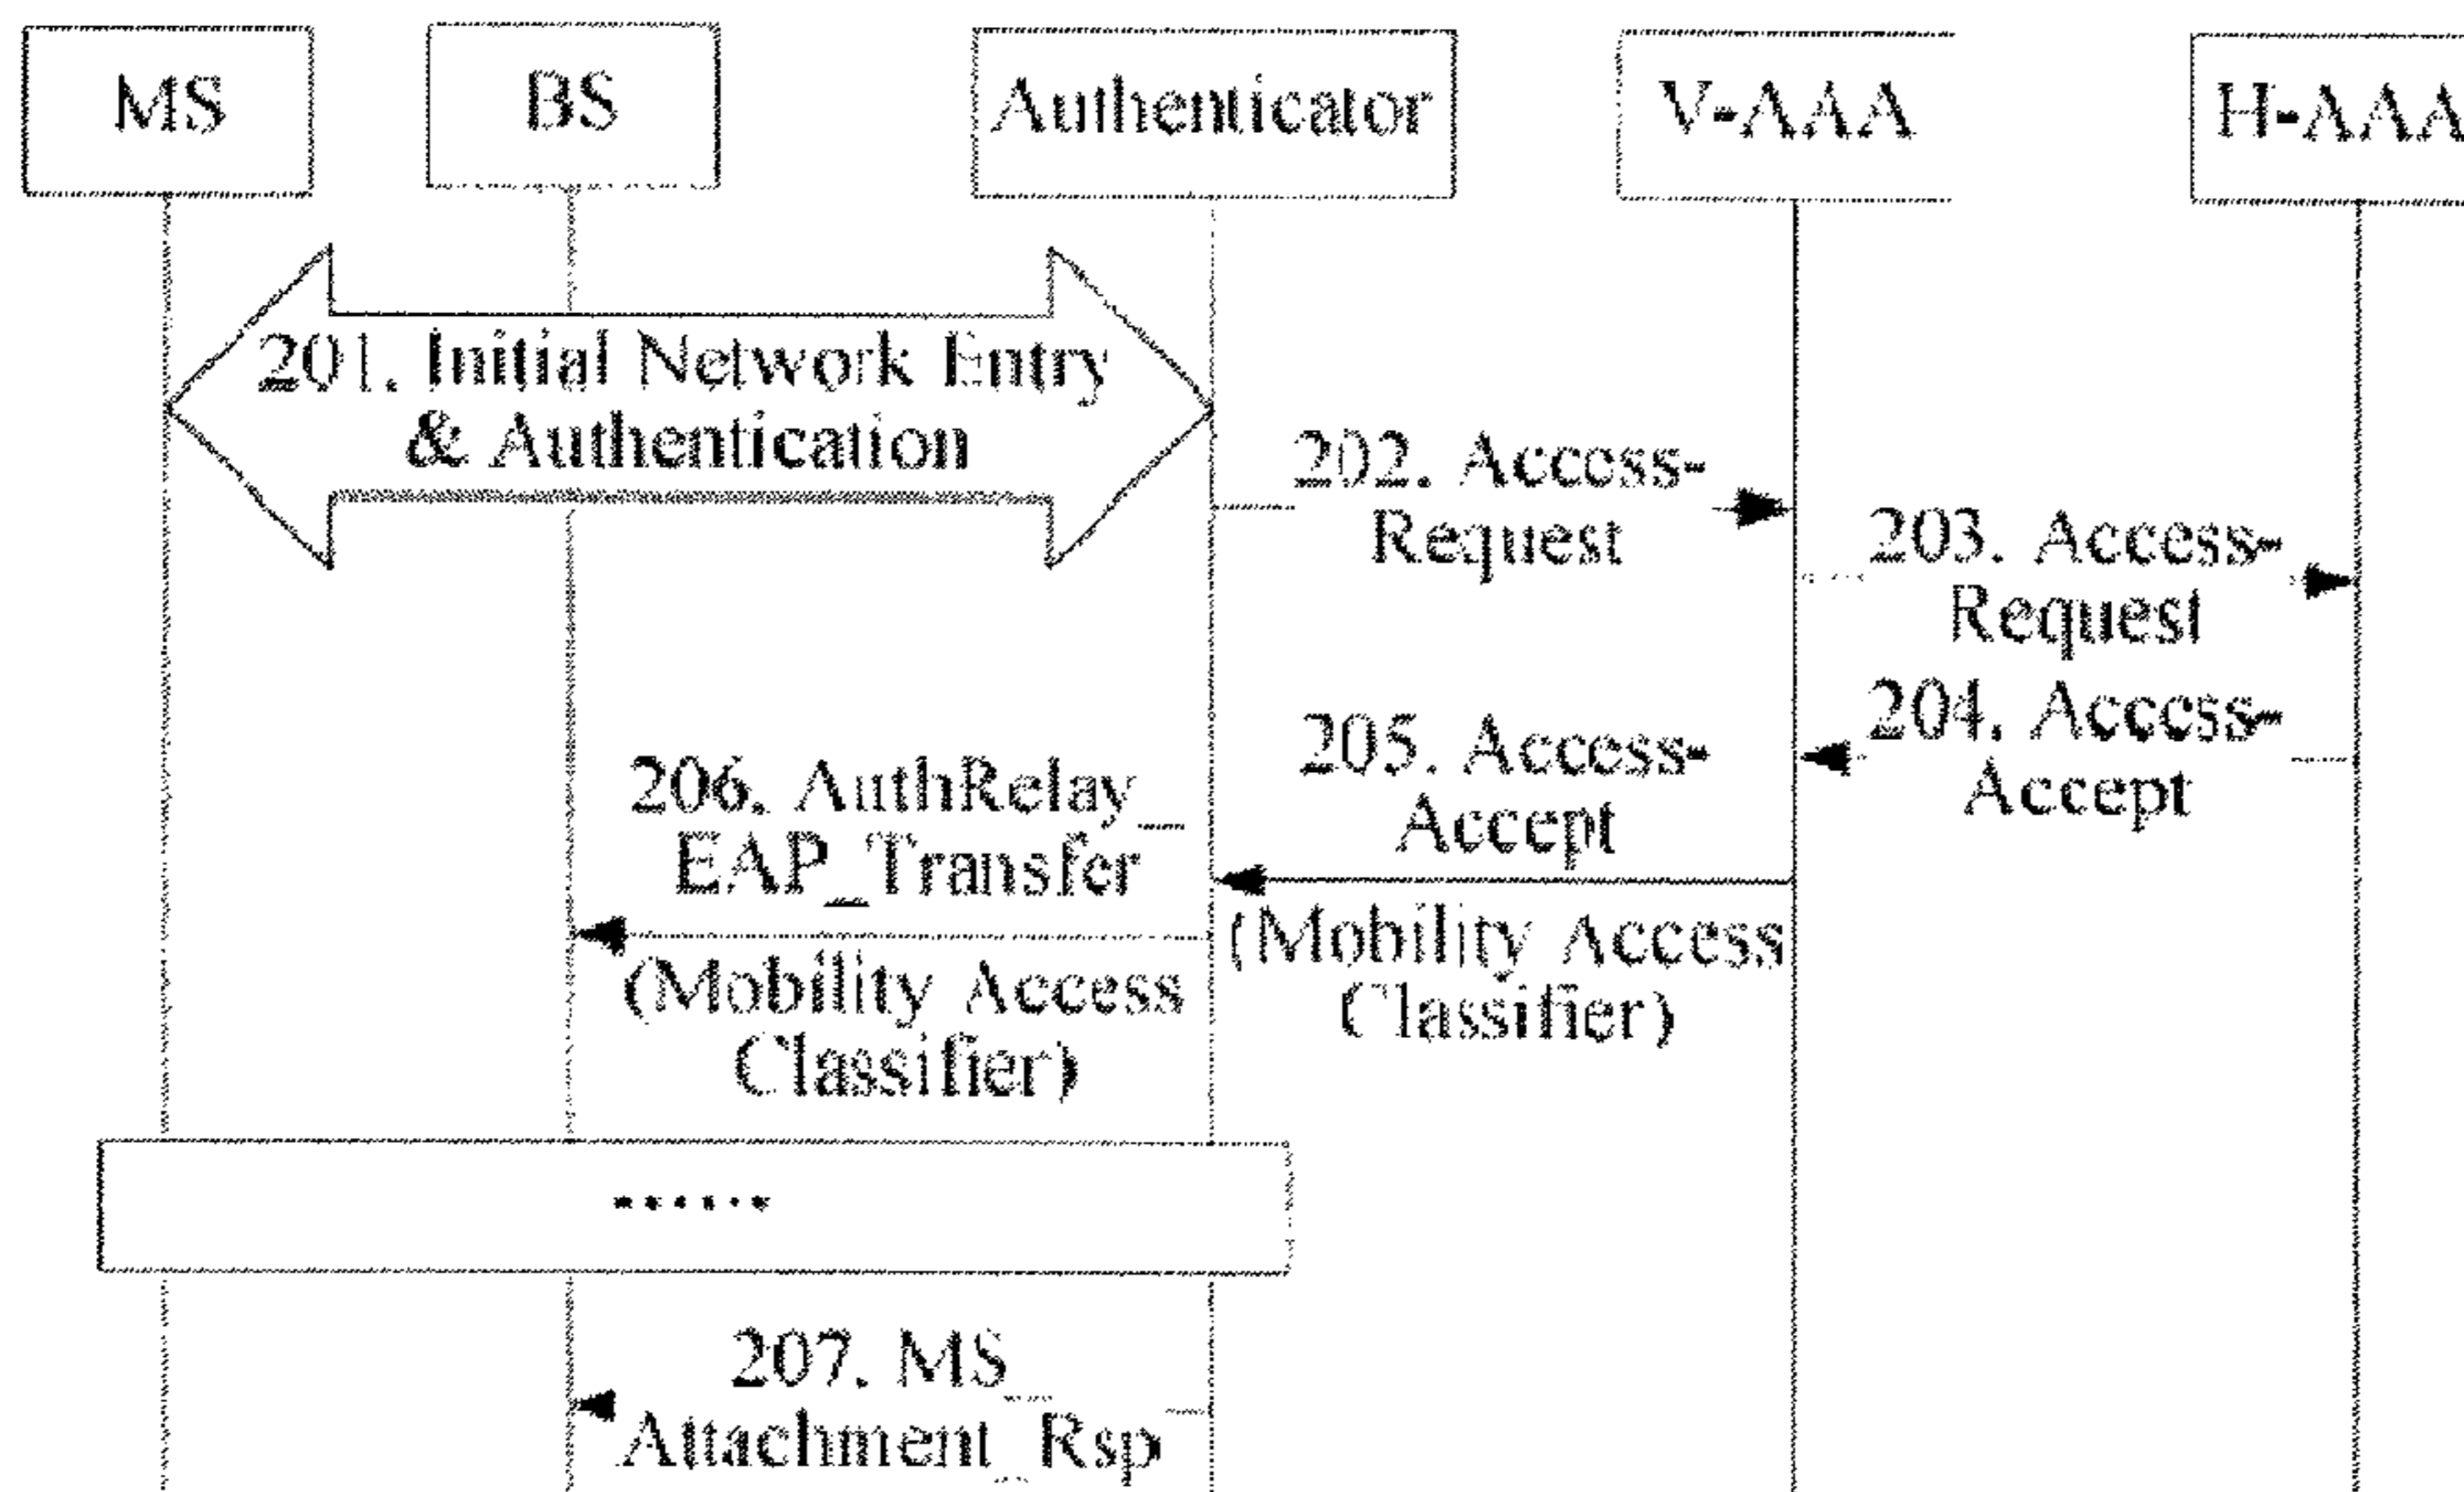 MS
BS
Authenticator
V-AAA
H-AAA
201. Initial Network Entry
& Authentication
202. Access-
Request
203. Access-
Request
204. Access-
Accept
205. Access-
Accept
(Mobility Access
Classifier)
206. AuthRelay_
EAP_Transfer
(Mobility Access
Classifier)
......
207. MS_
Attachment_Rsp